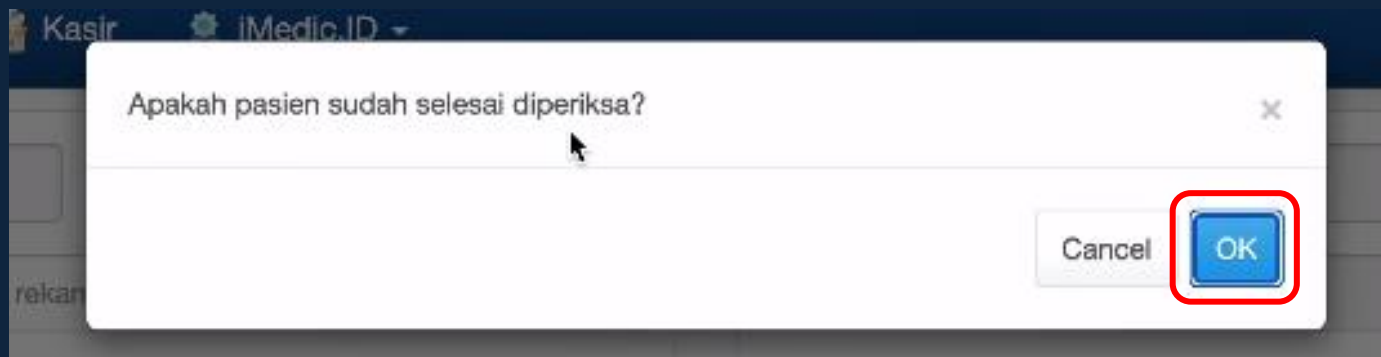 Kasir iMedic.ID
Apakah pasien sudah selesai diperiksa?
×
Cancel OK
rekam